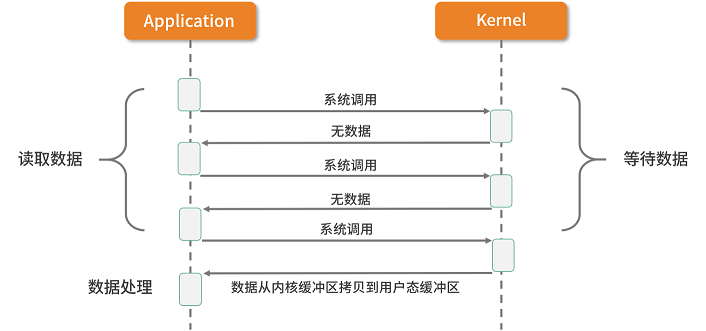 Application
Kernel
系统调用
无数据
读取数据
等待数据
系统调用
无数据
系统调用
数据处理
数据从内核缓冲区拷贝到用户态缓冲区